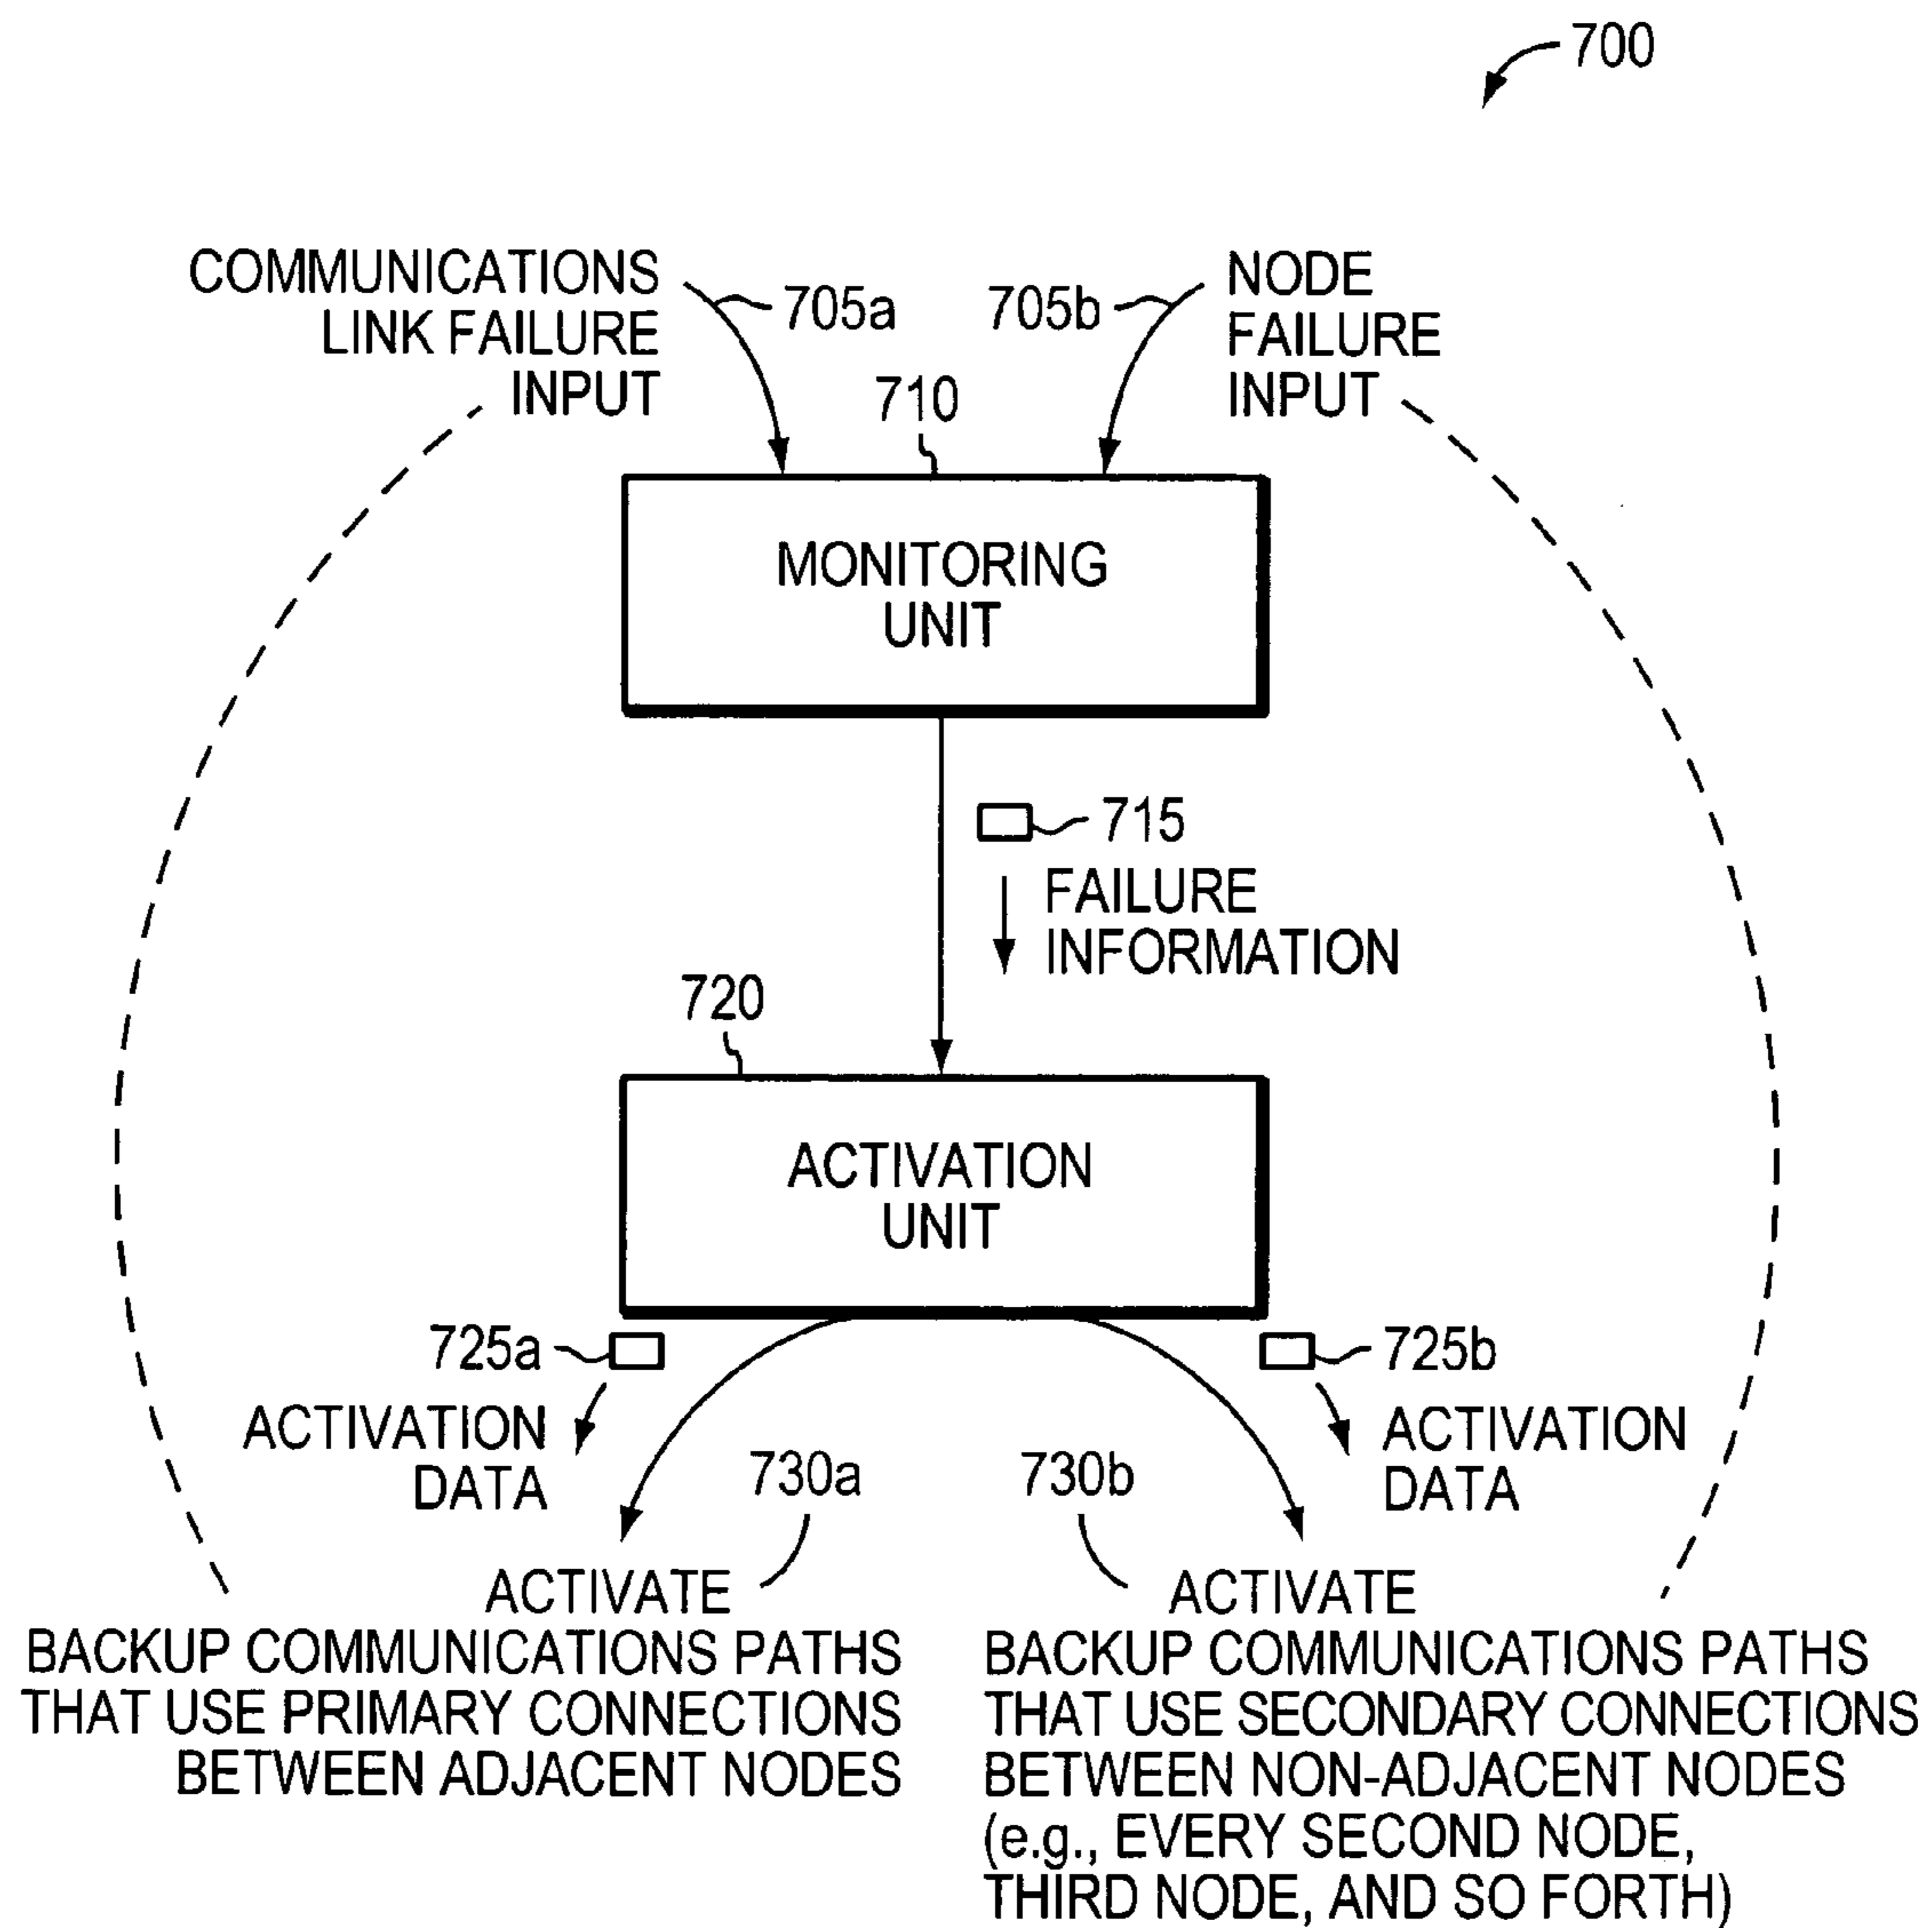 700
COMMUNICATIONS
LINK FAILURE
INPUT
705a
705b
NODE
FAILURE
INPUT
710
MONITORING
UNIT
715
FAILURE
INFORMATION
720
ACTIVATION
UNIT
725a
ACTIVATION
DATA
725b
ACTIVATION
DATA
730a
730b
ACTIVATE
BACKUP COMMUNICATIONS PATHS
THAT USE PRIMARY CONNECTIONS
BETWEEN ADJACENT NODES
ACTIVATE
BACKUP COMMUNICATIONS PATHS
THAT USE SECONDARY CONNECTIONS
BETWEEN NON-ADJACENT NODES
(e.g., EVERY SECOND NODE,
THIRD NODE, AND SO FORTH)